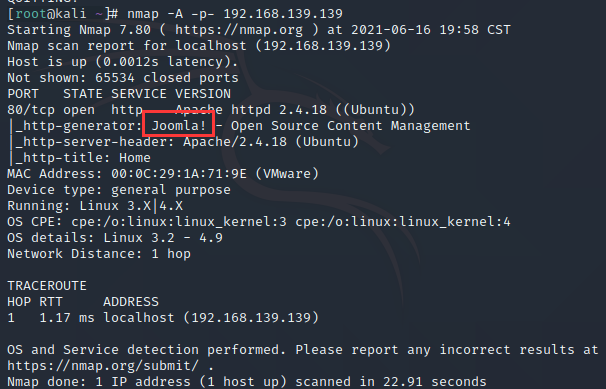 [root@kali ~]# nmap -A -p- 192.168.139.139
Starting Nmap 7.80 ( https://nmap.org ) at 2021-06-16 19:58 CST
Nmap scan report for localhost (192.168.139.139)
Host is up (0.0012s latency).
Not shown: 65534 closed ports
PORT   STATE SERVICE VERSION
80/tcp open  http    Apache httpd 2.4.18 ((Ubuntu))
|_http-generator: Joomla! - Open Source Content Management
|_http-server-header: Apache/2.4.18 (Ubuntu)
|_http-title: Home
MAC Address: 00:0C:29:1A:71:9E (VMware)
Device type: general purpose
Running: Linux 3.X|4.X
OS CPE: cpe:/o:linux:linux_kernel:3 cpe:/o:linux:linux_kernel:4
OS details: Linux 3.2 - 4.9
Network Distance: 1 hop
TRACEROUTE
HOP RTT     ADDRESS
1   1.17 ms localhost (192.168.139.139)
OS and Service detection performed. Please report any incorrect results at
https://nmap.org/submit/ .
Nmap done: 1 IP address (1 host up) scanned in 22.91 seconds